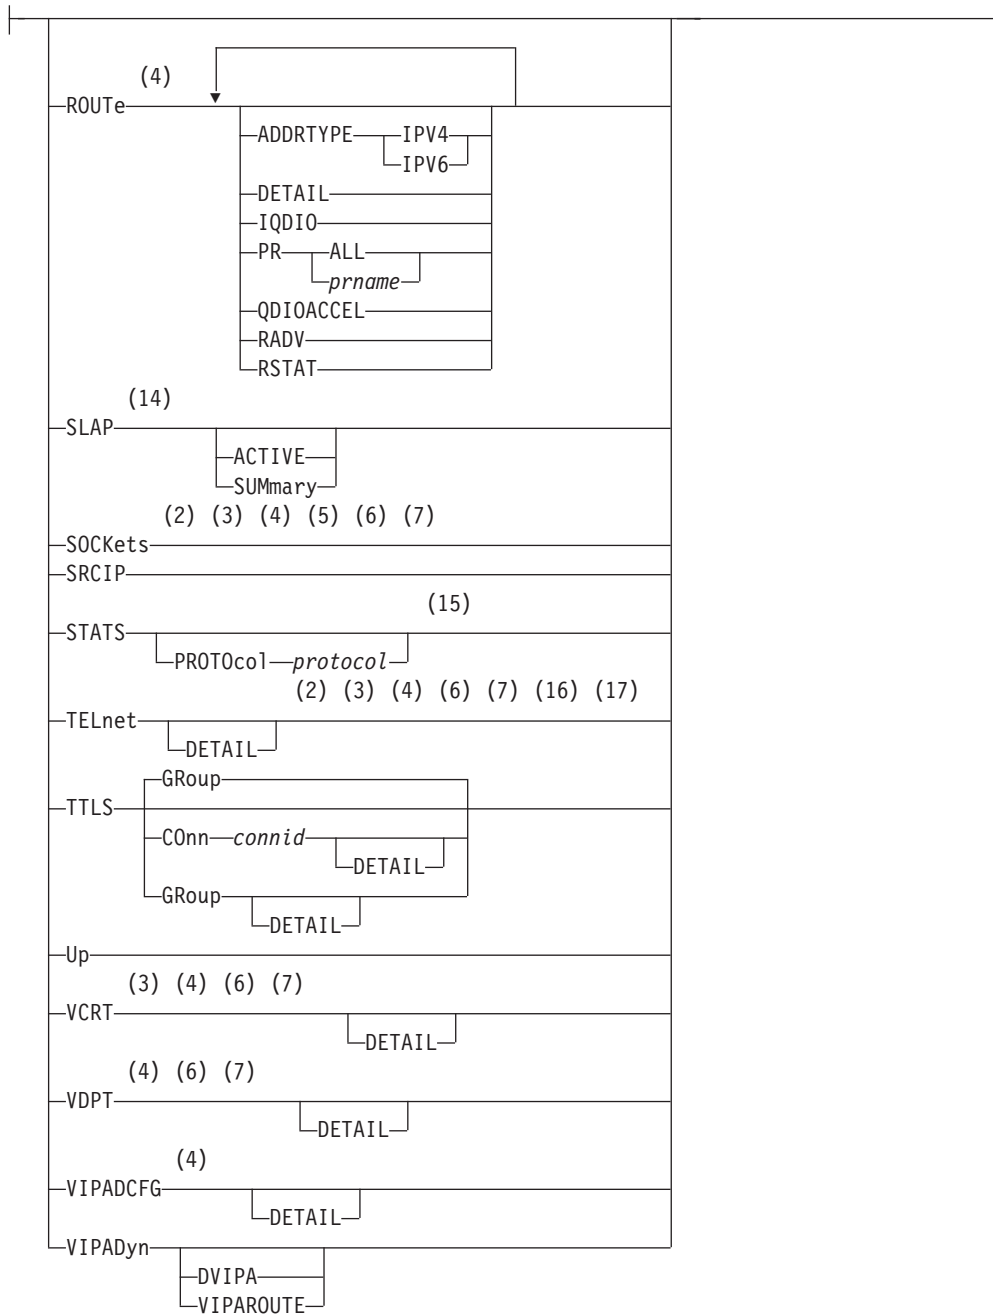 (4)
ROUTe
ADDRTYPE IPV4
IPV6
DETAIL
IQDIO
PR ALL
prname
QDIOACCEL
RADV
RSTAT
(14)
SLAP
ACTIVE
SUMmary
(2) (3) (4) (5) (6) (7)
SOCKets
SRCIP
(15)
STATS
PROTOcol protocol
(2) (3) (4) (6) (7) (16) (17)
TELnet
DETAIL
GRoup
TTLS
COnn connid
DETAIL
GRoup
DETAIL
Up
(3) (4) (6) (7)
VCRT
DETAIL
(4) (6) (7)
VDPT
DETAIL
(4)
VIPADCFG
DETAIL
VIPADyn
DVIPA
VIPAROUTE